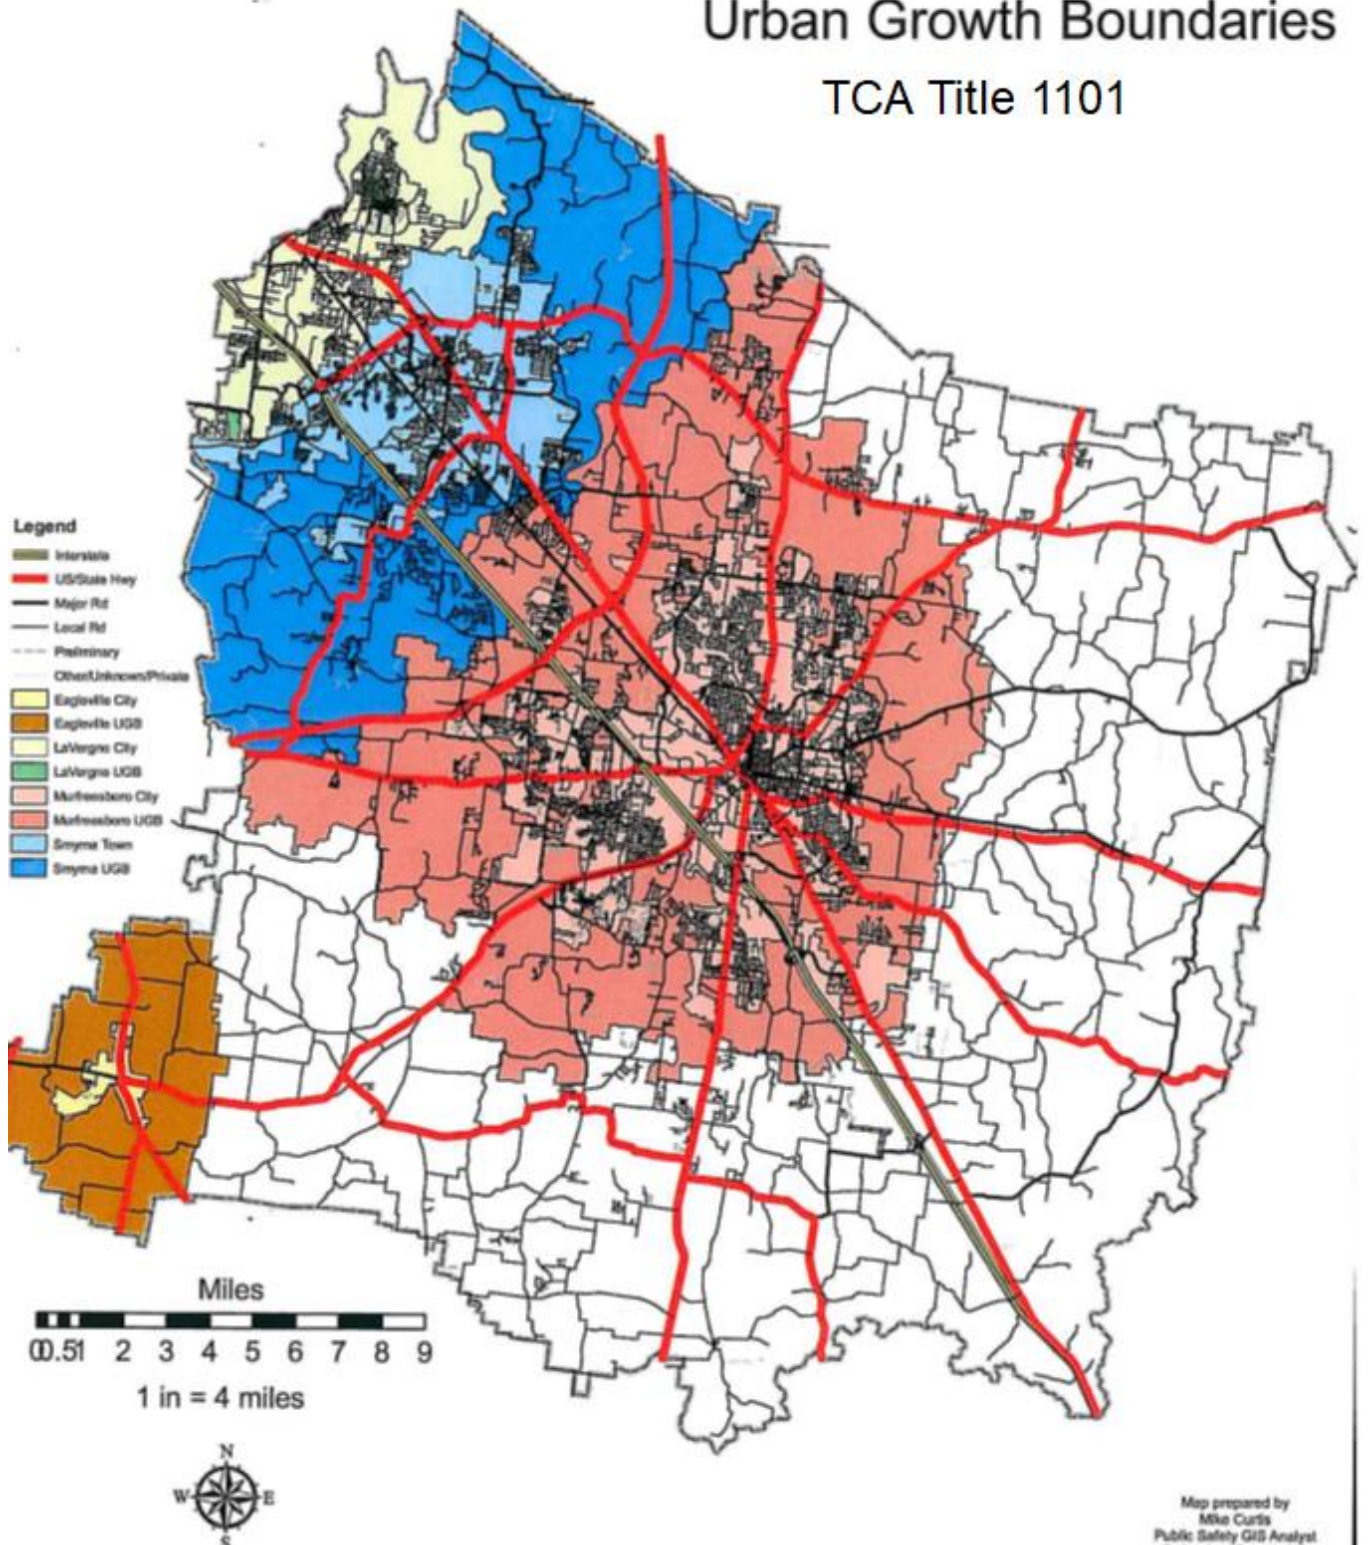 Urban Growth Boundaries
TCA Title 1101
Legend
Interstate
US/State Hwy
Major Rd
Local Rd
Preliminary
Other/Unknown/Private
Eagleville City
Eagleville UGB
LaVergne City
LaVergne UGB
Murfreesboro City
Murfreesboro UGB
Smyrna Town
Smyrna UGB
Miles
0 0.5 1 2 3 4 5 6 7 8 9
1 in = 4 miles
N
W E
S
Map prepared by
Mike Curtis
Public Safety GIS Analyst